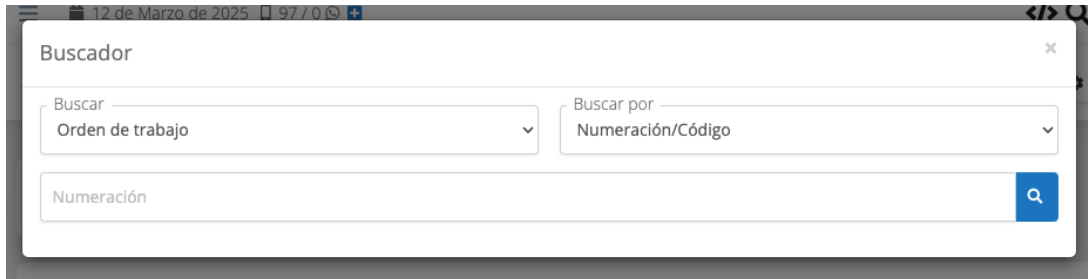 12 de Marzo de 2025 97 / 0
Buscador ×
Buscar
Orden de trabajo
Buscar por
Numeración/Código
Numeración